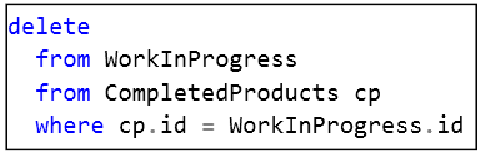 delete
from WorkInProgress
from CompletedProducts cp
where cp.id = WorkInProgress.id